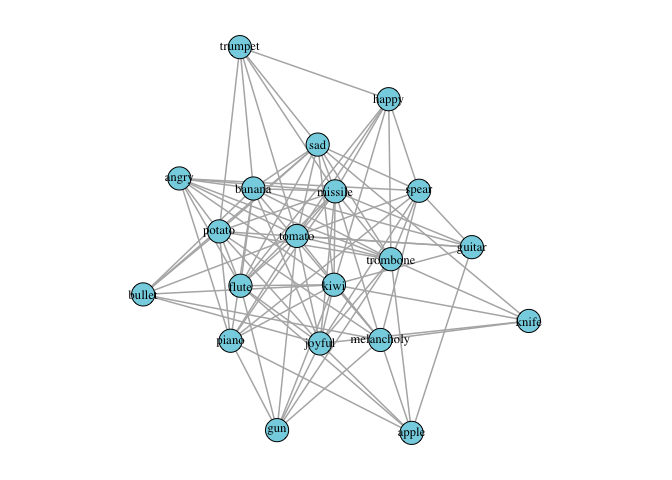 trumpet
happy
sad
angry
banana
missile
spear
potato
tomato
guitar
trombone
flute
kiwi
bullet
knife
piano
joyful
melancholy
gun
apple